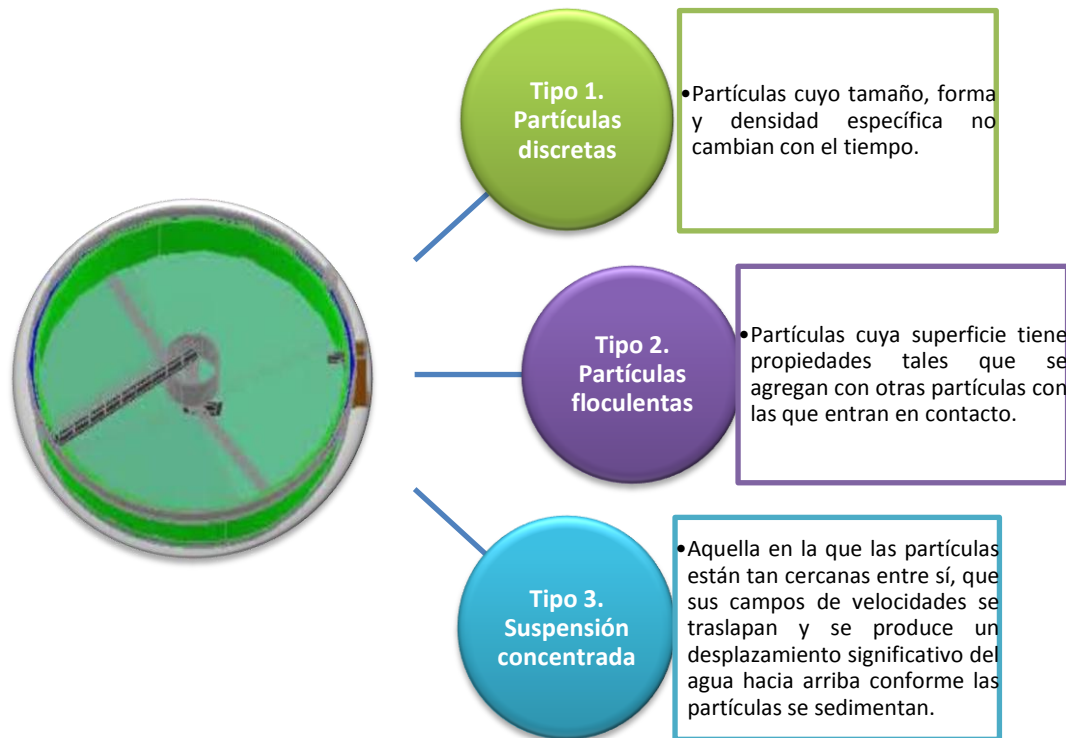 Tipo 1.
Partículas
discretas
•Partículas cuyo tamaño, forma
y densidad específica no
cambian con el tiempo.
Tipo 2.
Partículas
floculentas
•Partículas cuya superficie tiene
propiedades tales que se
agregan con otras partículas con
las que entran en contacto.
Tipo 3.
Suspensión
concentrada
•Aquella en la que las partículas
están tan cercanas entre sí, que
sus campos de velocidades se
traslapan y se produce un
desplazamiento significativo del
agua hacia arriba conforme las
partículas se sedimentan.